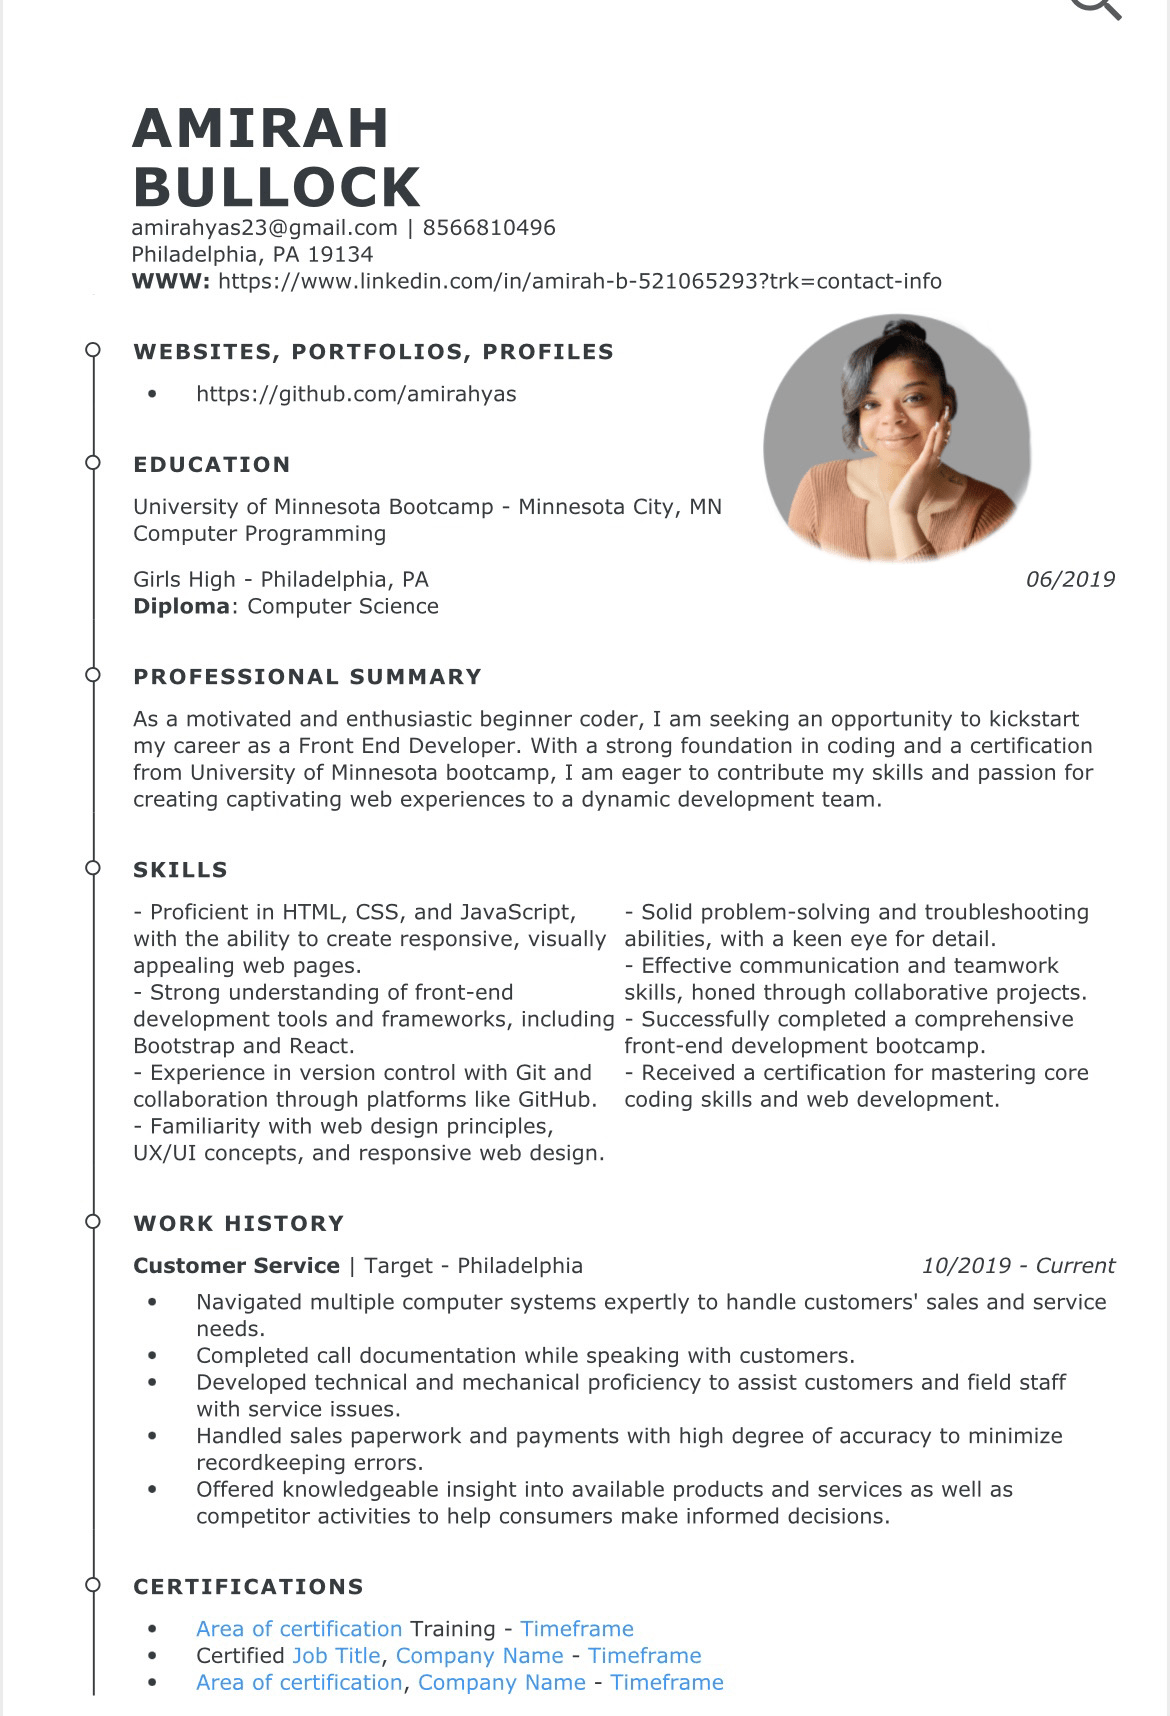 AMIRAH
BULLOCK
amirahyas23@gmail.com | 8566810496
Philadelphia, PA 19134
WWW: https://www.linkedin.com/in/amirah-b-521065293?trk=contact-info
WEBSITES, PORTFOLIOS, PROFILES
• https://github.com/amirahyas
EDUCATION
University of Minnesota Bootcamp - Minnesota City, MN
Computer Programming
Girls High - Philadelphia, PA 06/2019
Diploma: Computer Science
PROFESSIONAL SUMMARY
As a motivated and enthusiastic beginner coder, I am seeking an opportunity to kickstart
my career as a Front End Developer. With a strong foundation in coding and a certification
from University of Minnesota bootcamp, I am eager to contribute my skills and passion for
creating captivating web experiences to a dynamic development team.
SKILLS
- Proficient in HTML, CSS, and JavaScript,
with the ability to create responsive, visually
appealing web pages.
- Strong understanding of front-end
development tools and frameworks, including
Bootstrap and React.
- Experience in version control with Git and
collaboration through platforms like GitHub.
- Familiarity with web design principles,
UX/UI concepts, and responsive web design.
- Solid problem-solving and troubleshooting
abilities, with a keen eye for detail.
- Effective communication and teamwork
skills, honed through collaborative projects.
- Successfully completed a comprehensive
front-end development bootcamp.
- Received a certification for mastering core
coding skills and web development.
WORK HISTORY
Customer Service | Target - Philadelphia 10/2019 - Current
• Navigated multiple computer systems expertly to handle customers' sales and service
needs.
• Completed call documentation while speaking with customers.
• Developed technical and mechanical proficiency to assist customers and field staff
with service issues.
• Handled sales paperwork and payments with high degree of accuracy to minimize
recordkeeping errors.
• Offered knowledgeable insight into available products and services as well as
competitor activities to help consumers make informed decisions.
CERTIFICATIONS
• Area of certification Training - Timeframe
• Certified Job Title, Company Name - Timeframe
• Area of certification, Company Name - Timeframe